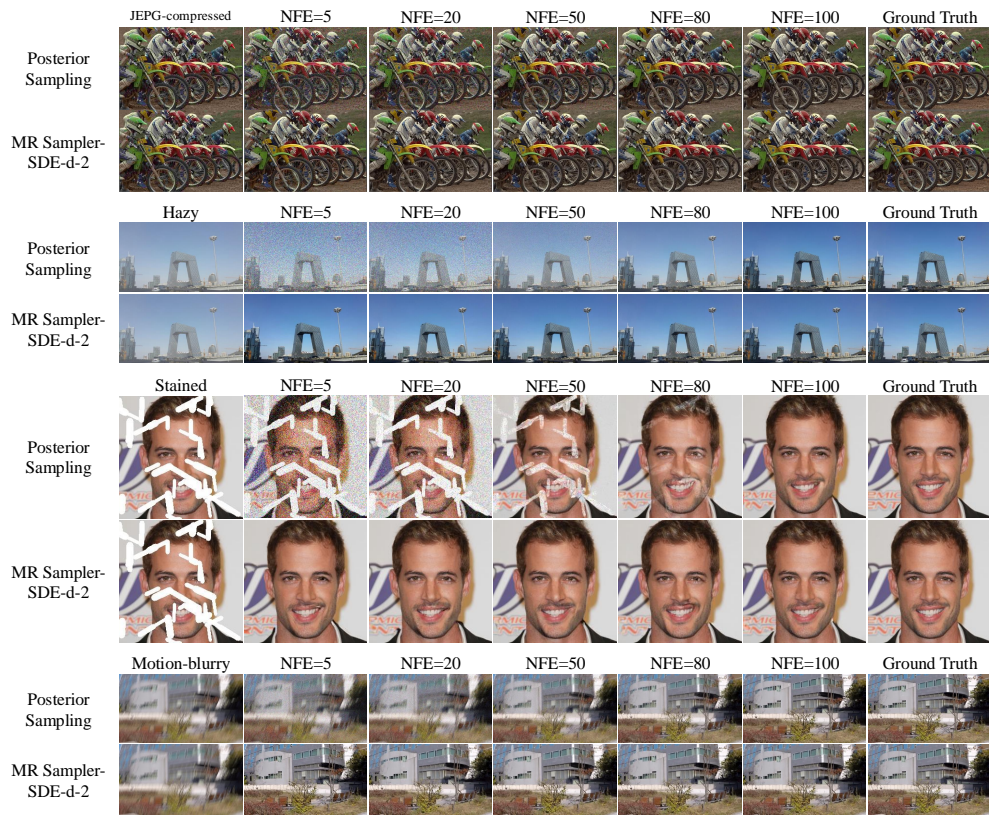 JEPG-compressed NFE=5 NFE=20 NFE=50 NFE=80 NFE=100 Ground Truth
Posterior
Sampling
MR Sampler-
SDE-d-2
Hazy NFE=5 NFE=20 NFE=50 NFE=80 NFE=100 Ground Truth
Posterior
Sampling
MR Sampler-
SDE-d-2
Stained NFE=5 NFE=20 NFE=50 NFE=80 NFE=100 Ground Truth
Posterior
Sampling
MR Sampler-
SDE-d-2
Motion-blurry NFE=5 NFE=20 NFE=50 NFE=80 NFE=100 Ground Truth
Posterior
Sampling
MR Sampler-
SDE-d-2